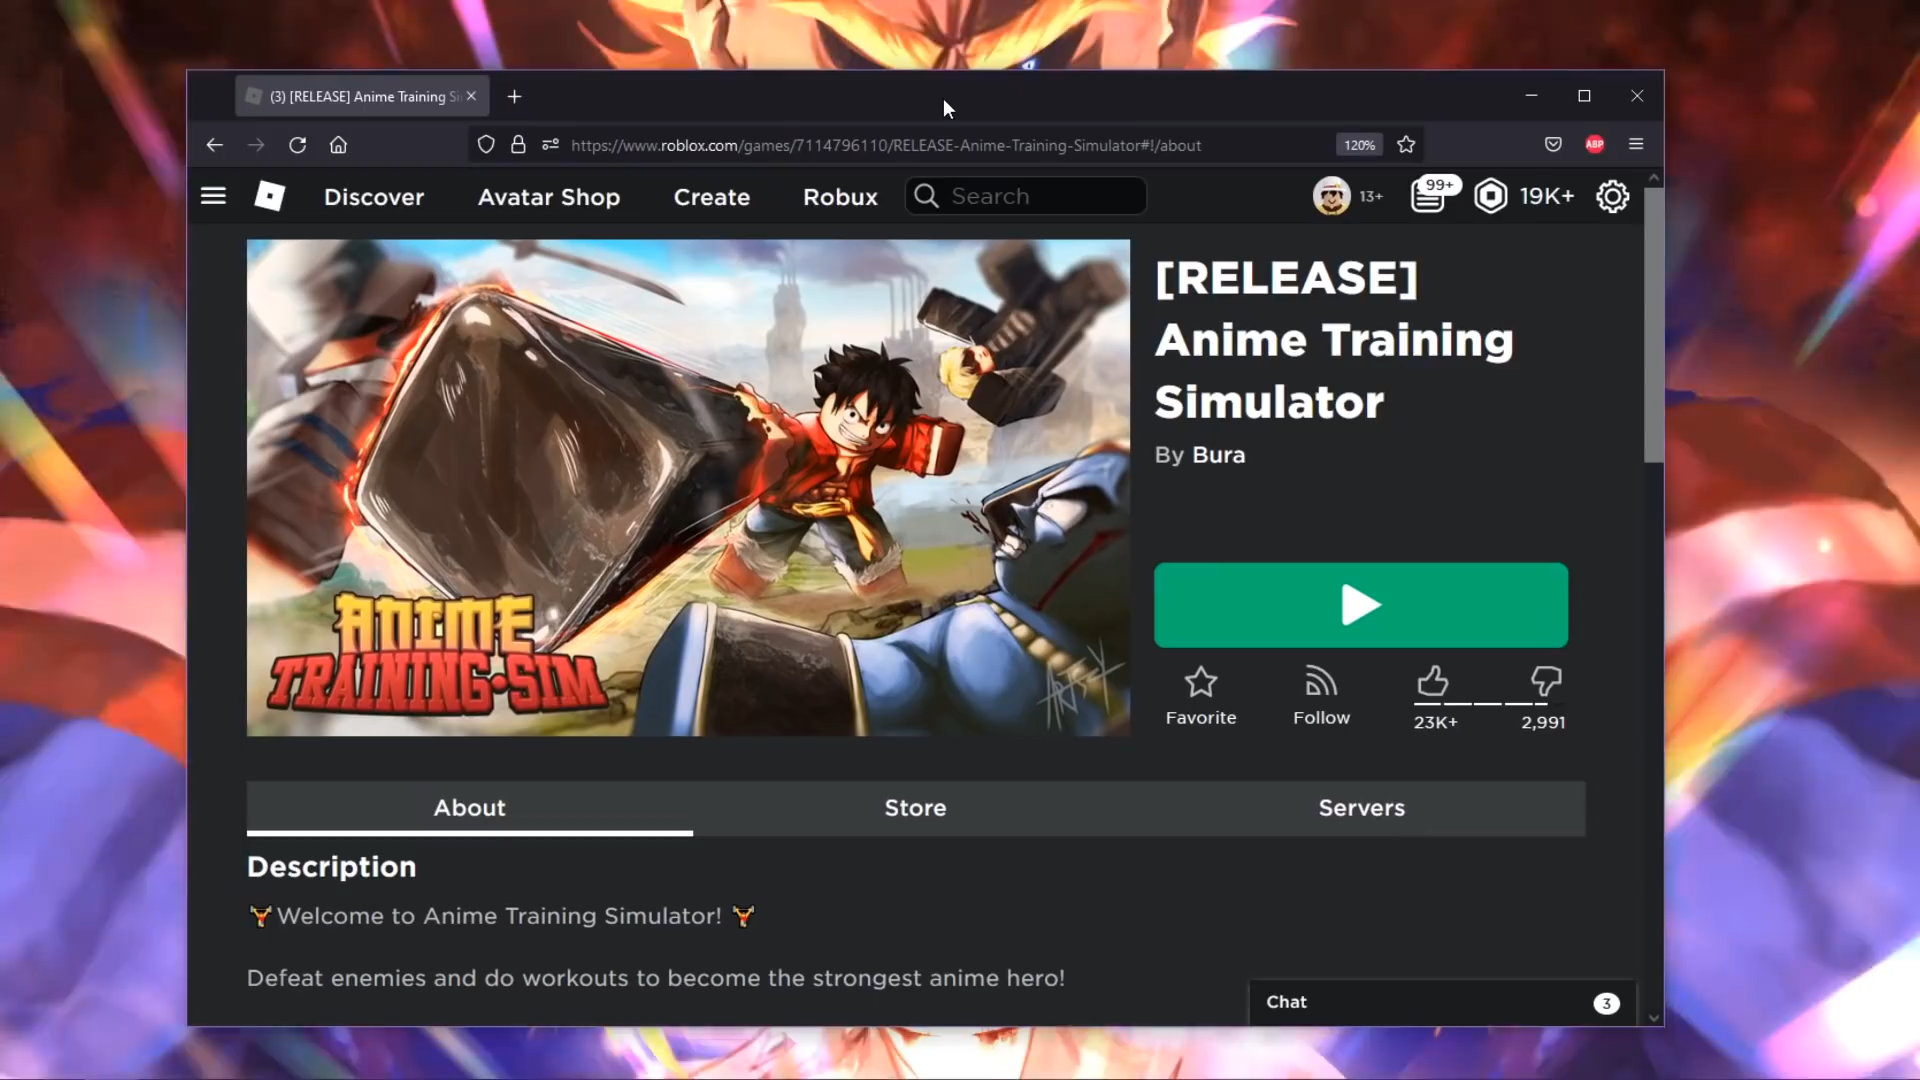 (3) [RELEASE] Anime Training Si
https://www.roblox.com/games/7114796110/RELEASE-Anime-Training-Simulator#!/about
120%
ABP
Discover
Avatar Shop
Create
Robux
Search
13+
99+
19K+
[RELEASE]
Anime Training
Simulator
By Bura
ANIME
TRAINING·SIM
Favorite
Follow
23K+
2,991
About
Store
Servers
Description
Welcome to Anime Training Simulator!
Defeat enemies and do workouts to become the strongest anime hero!
Chat
3